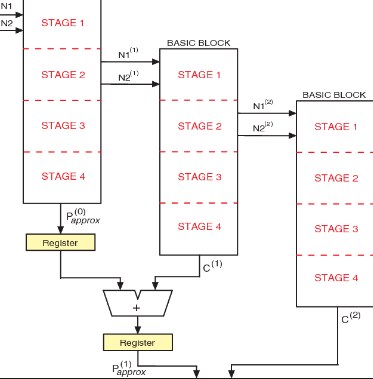 N1
N2
STAGE 1
STAGE 2
STAGE 3
STAGE 4
N1(1)
N2(1)
BASIC BLOCK
STAGE 1
STAGE 2
STAGE 3
STAGE 4
N1(2)
N2(2)
BASIC BLOCK
STAGE 1
STAGE 2
STAGE 3
STAGE 4
P(0)approx
Register
C(1)
+
Register
P(1)approx
C(2)